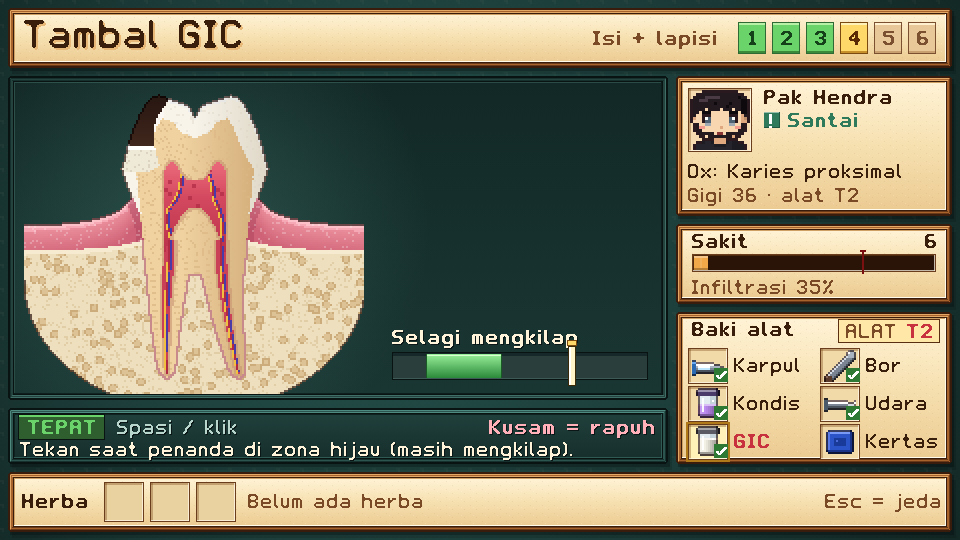 Tambal GIC
Isi + lapisi
1 2 3 4 5 6
Pak Hendra
Santai
Dx: Karies proksimal
Gigi 36 · alat T2
Sakit 6
Infiltrasi 35%
Selagi mengkilap
Baki alat
ALAT T2
Karpul
Bor
Kondis
Udara
GIC
Kertas
TEPAT Spasi / klik
Kusam = rapuh
Tekan saat penanda di zona hijau (masih mengkilap).
Herba
Belum ada herba
Esc = jeda